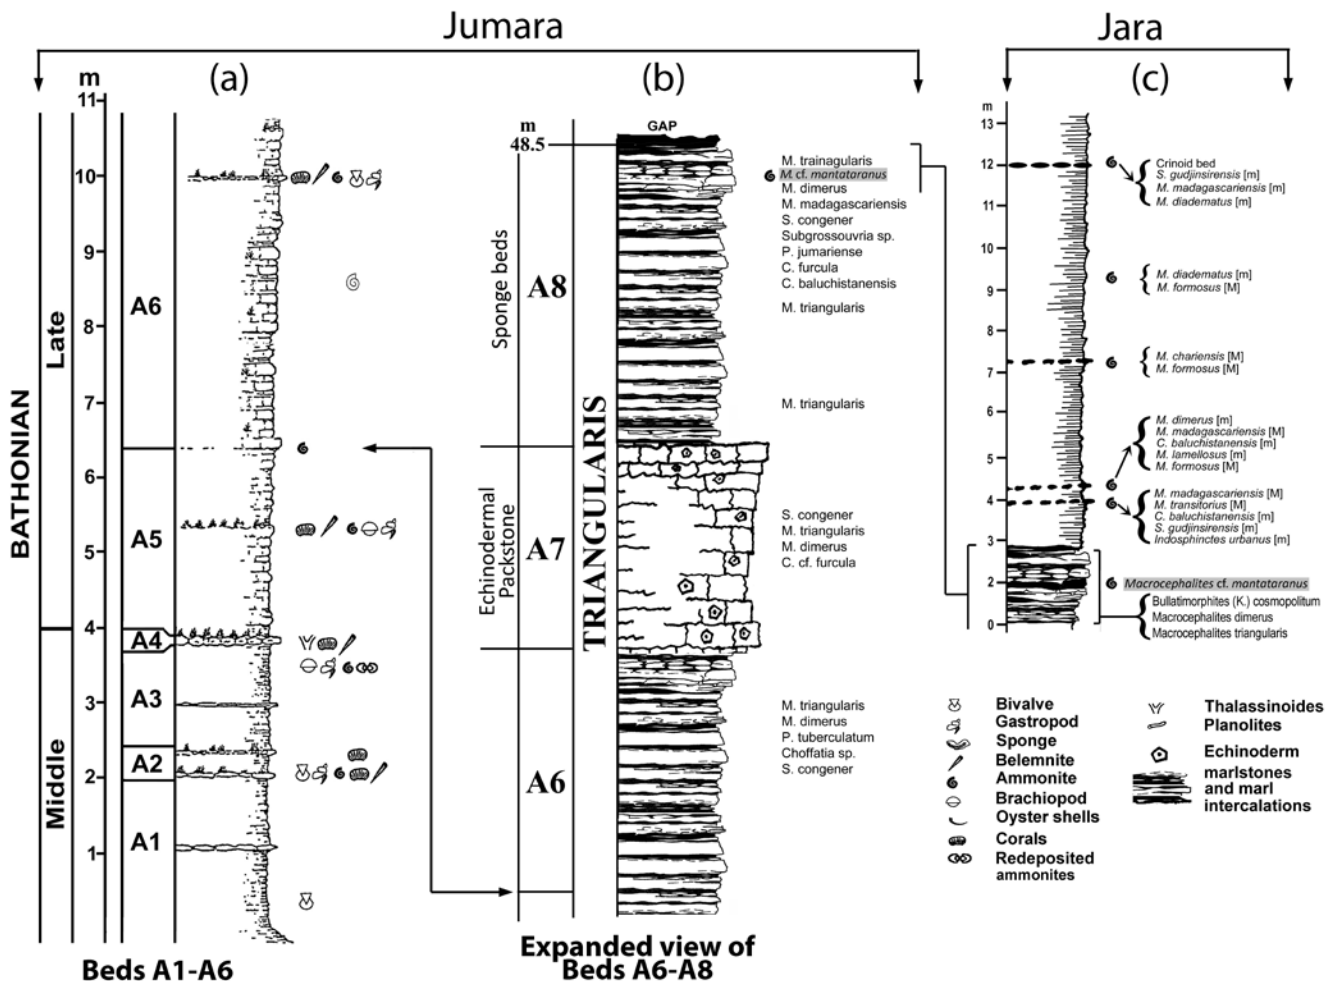 Jumara
Jara
(a)
(b)
(c)
m
11
10
9
8
7
6
5
4
3
2
1
BATHONIAN
Late
Middle
A6
A5
A4
A3
A2
A1
Beds A1-A6
m
48.5
GAP
Sponge beds
Echinodermal
Packstone
A8
A7
A6
TRIANGULARIS
M. trainagularis
M. cf. mantataranus
M. dimerus
M. madagascariensis
S. congener
Subgrossouvria sp.
P. jumariense
C. furcula
C. baluchistanensis
M. triangularis
M. triangularis
S. congener
M. triangularis
M. dimerus
C. cf. furcula
M. triangularis
M. dimerus
P. tuberculatum
Choffatia sp.
S. congener
Expanded view of
Beds A6-A8
m
13
12
11
10
9
8
7
6
5
4
3
2
0
Crinoid bed
S. gudjinsirensis [m]
M. madagascariensis [m]
M. diadematus [m]
M. diadematus [m]
M. formosus [M]
M. chariensis [M]
M. formosus [M]
M. dimerus [m]
M. madagascariensis [M]
C. baluchistanensis [m]
M. lamellosus [m]
M. formosus [M]
M. madagascariensis [M]
M. transitorius [M]
C. baluchistanensis [m]
S. gudjinsirensis [m]
Indosphinctes urbanus [m]
Macrocephalites cf. mantataranus
Bullatimorphites (K.) cosmopolitum
Macrocephalites dimerus
Macrocephalites triangularis
Bivalve
Gastropod
Sponge
Belemnite
Ammonite
Brachiopod
Oyster shells
Corals
Redeposited
ammonites
Thalassinoides
Planolites
Echinoderm
marlstones
and marl
intercalations